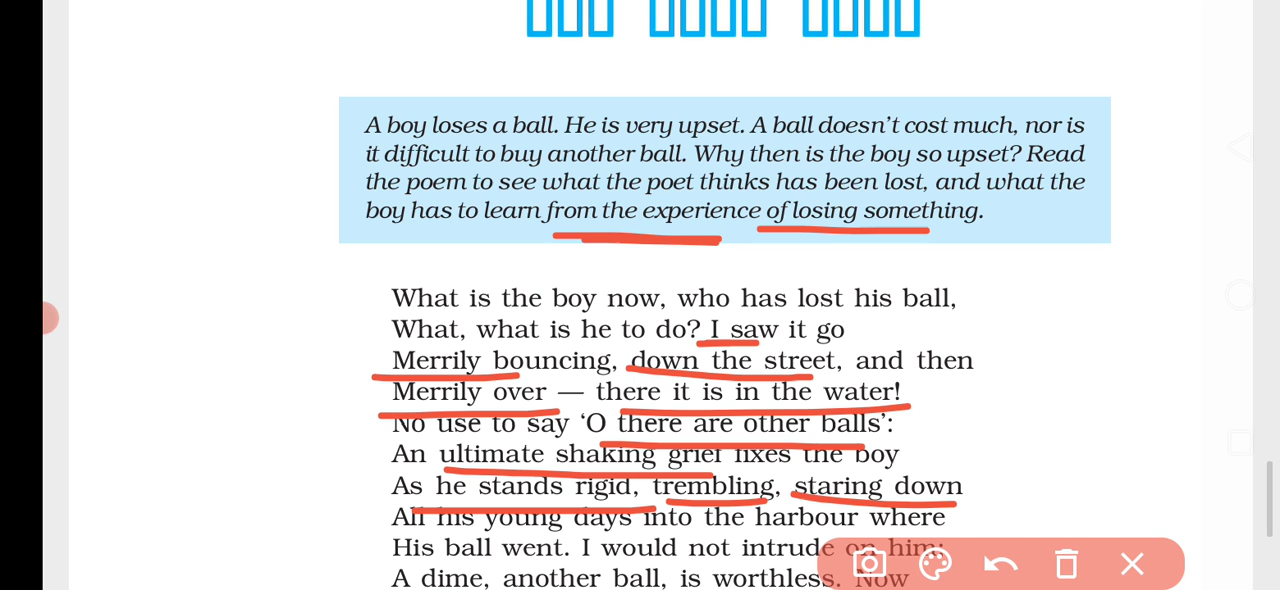 A boy loses a ball. He is very upset. A ball doesn't cost much, nor is
it difficult to buy another ball. Why then is the boy so upset? Read
the poem to see what the poet thinks has been lost, and what the
boy has to learn from the experience of losing something.
What is the boy now, who has lost his ball,
What, what is he to do? I saw it go
Merrily bouncing, down the street, and then
Merrily over — there it is in the water!
No use to say ‘O there are other balls’:
An ultimate shaking grief fixes the boy
As he stands rigid, trembling, staring down
All his young days into the harbour where
His ball went. I would not intrude on him;
A dime, another ball, is worthless. Now